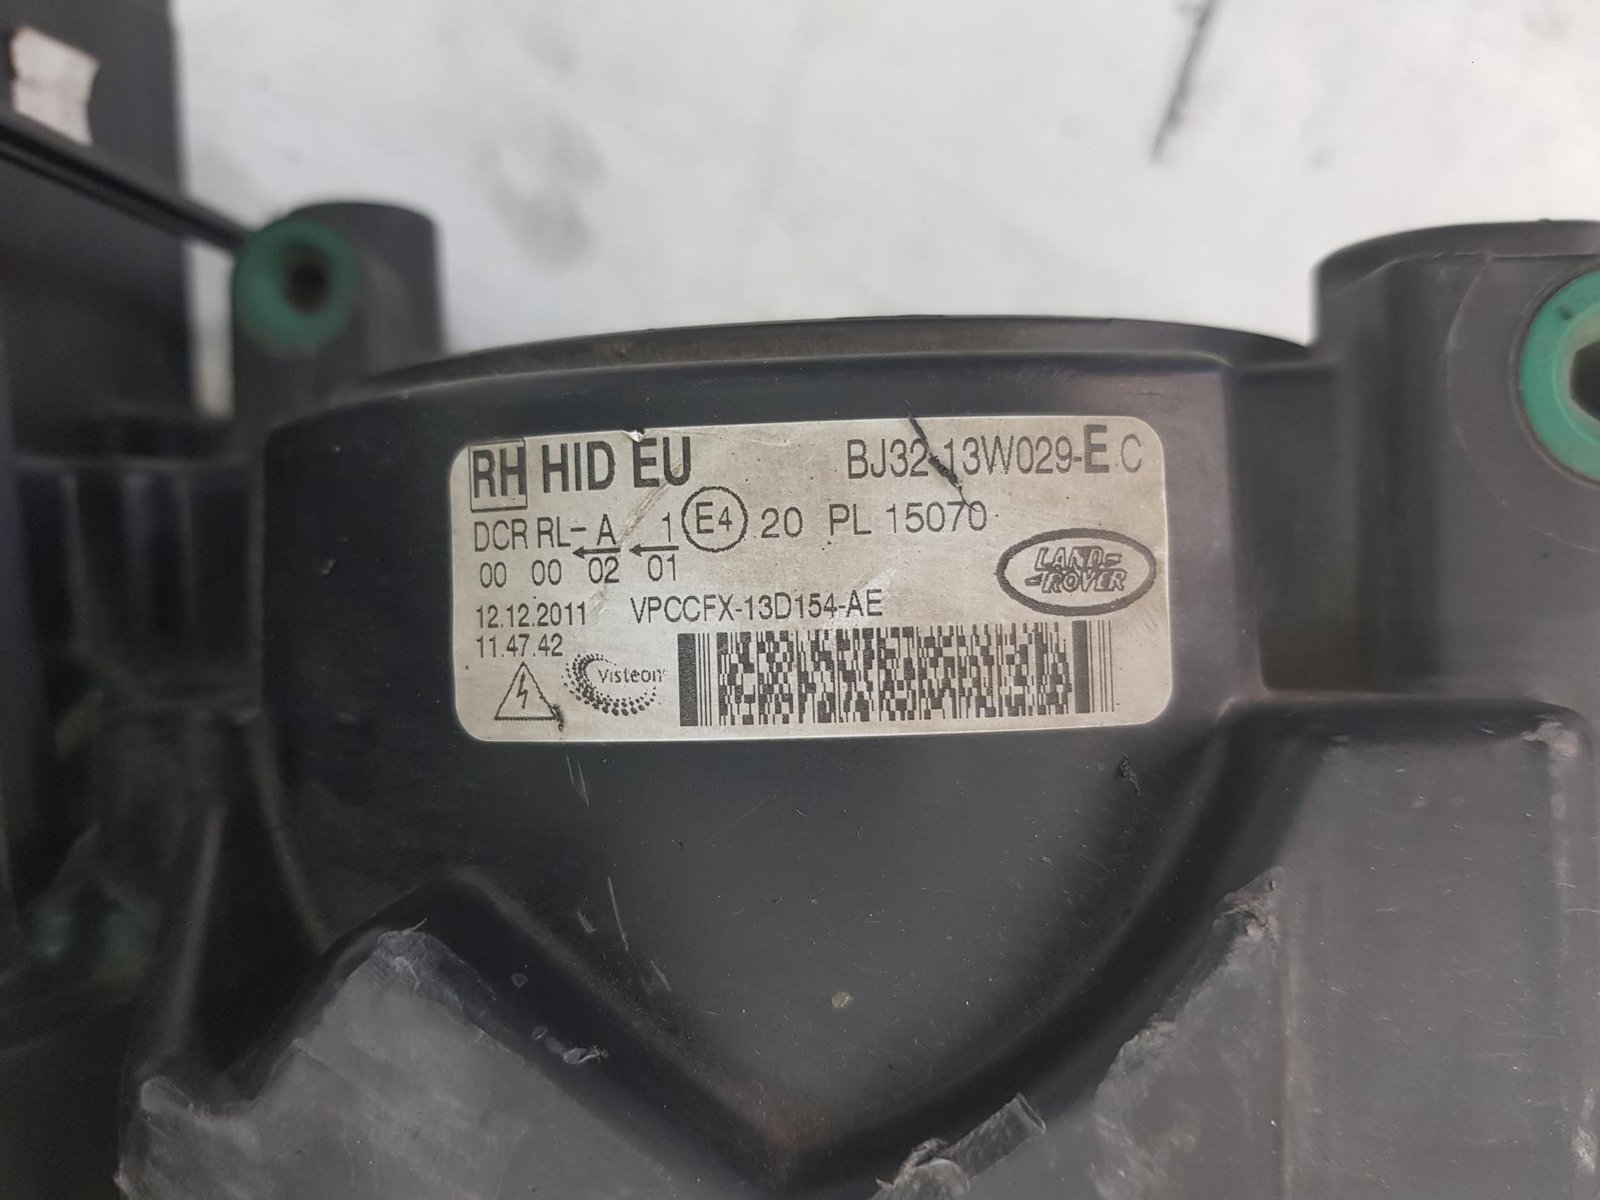 RH HID EU BJ32-13W029-E C
DCR RL- A 1 E4 20 PL 15070
00 00 02 01
LAND-
-ROVER
12.12.2011 VPCCFX-13D154-AE
11.47.42
Visteon